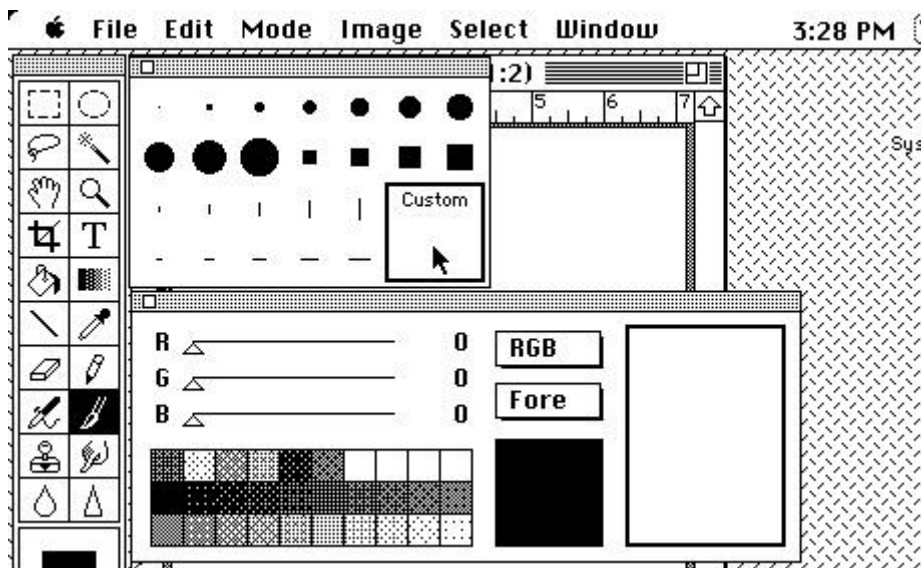 File Edit Mode Image Select Window 3:28 PM
:2)
5 6 7
Sys
T
Custom
R 0 RGB
G 0
B 0 Fore